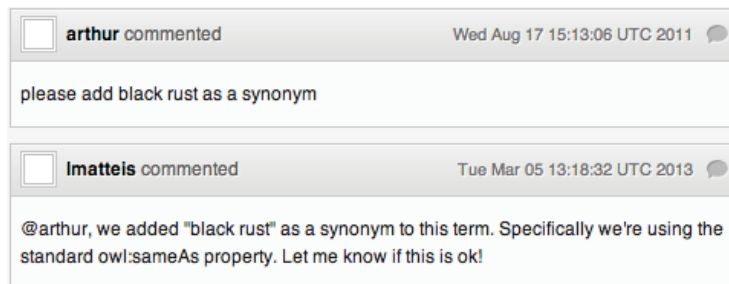 arthur commented Wed Aug 17 15:13:06 UTC 2011
please add black rust as a synonym
lmatteis commented Tue Mar 05 13:18:32 UTC 2013
@arthur, we added "black rust" as a synonym to this term. Specifically we're using the
standard owl:sameAs property. Let me know if this is ok!